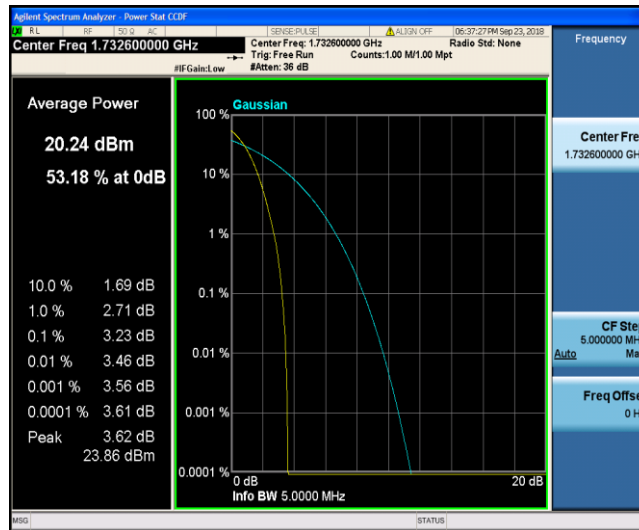 Agilent Spectrum Analyzer - Power Stat CCDF
RL RF 50 Ω AC SENSE:PULSE ALIGN OFF 06:37:27 PM Sep 23, 2018
Center Freq 1.732600000 GHz
Center Freq: 1.732600000 GHz Radio Std: None
Trig: Free Run Counts:1.00 M/1.00 Mpt
#IFGain:Low #Atten: 36 dB
Frequency
Average Power
20.24 dBm
53.18 % at 0dB
10.0 % 1.69 dB
1.0 % 2.71 dB
0.1 % 3.23 dB
0.01 % 3.46 dB
0.001 % 3.56 dB
0.0001 % 3.61 dB
Peak 3.62 dB
23.86 dBm
Gaussian
100 %
10 %
1 %
0.1 %
0.01 %
0.001 %
0.0001 %
0 dB 20 dB
Info BW 5.0000 MHz
Center Fre
1.732600000 GH
CF Ste
5.000000 MH
Auto Ma
Freq Offse
0 H
MSG STATUS